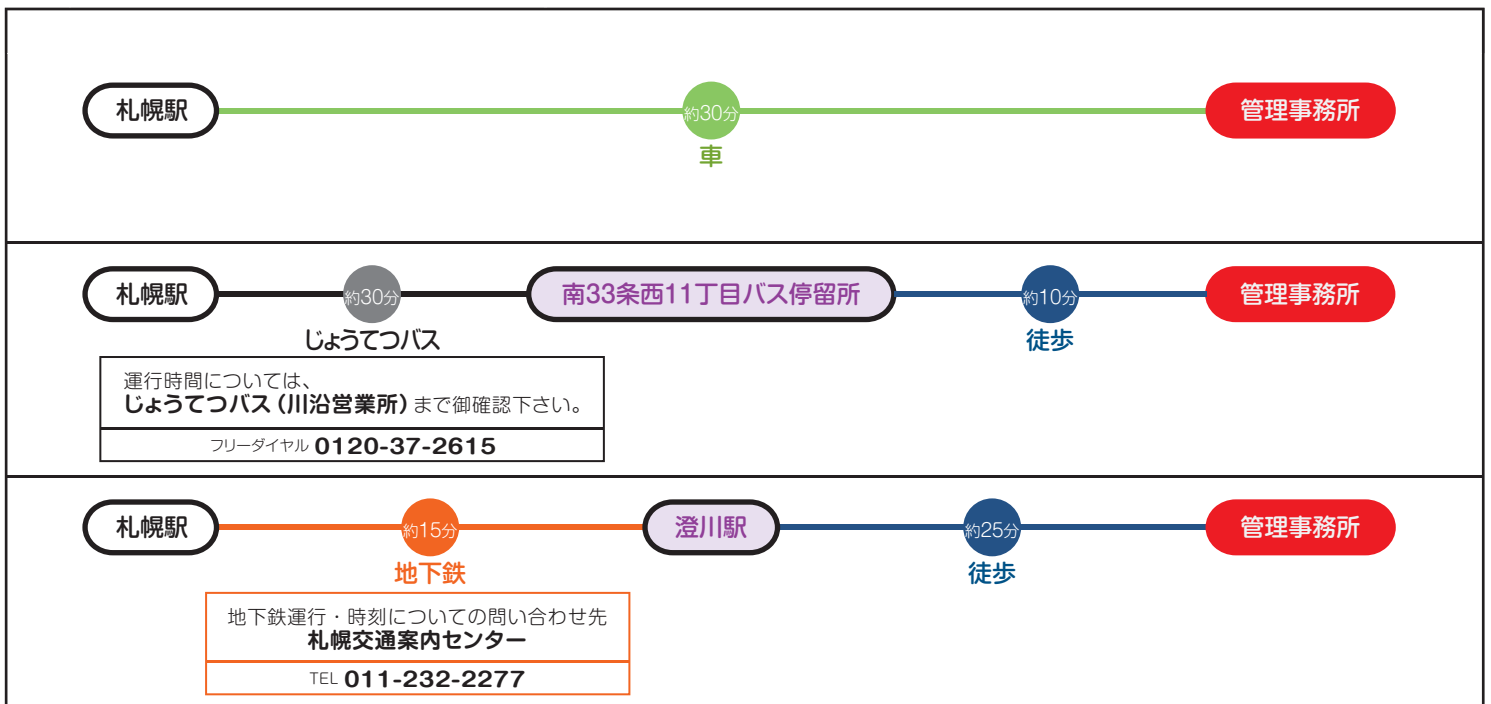 札幌駅
約30分
車
管理事務所
札幌駅
約30分
じょうてつバス
南33条西11丁目バス停留所
約10分
徒歩
管理事務所
運行時間については、
じょうてつバス（川沿営業所）まで御確認下さい。
フリーダイヤル 0120-37-2615
札幌駅
約15分
地下鉄
澄川駅
約25分
徒歩
管理事務所
地下鉄運行・時刻についての問い合わせ先
札幌交通案内センター
TEL 011-232-2277